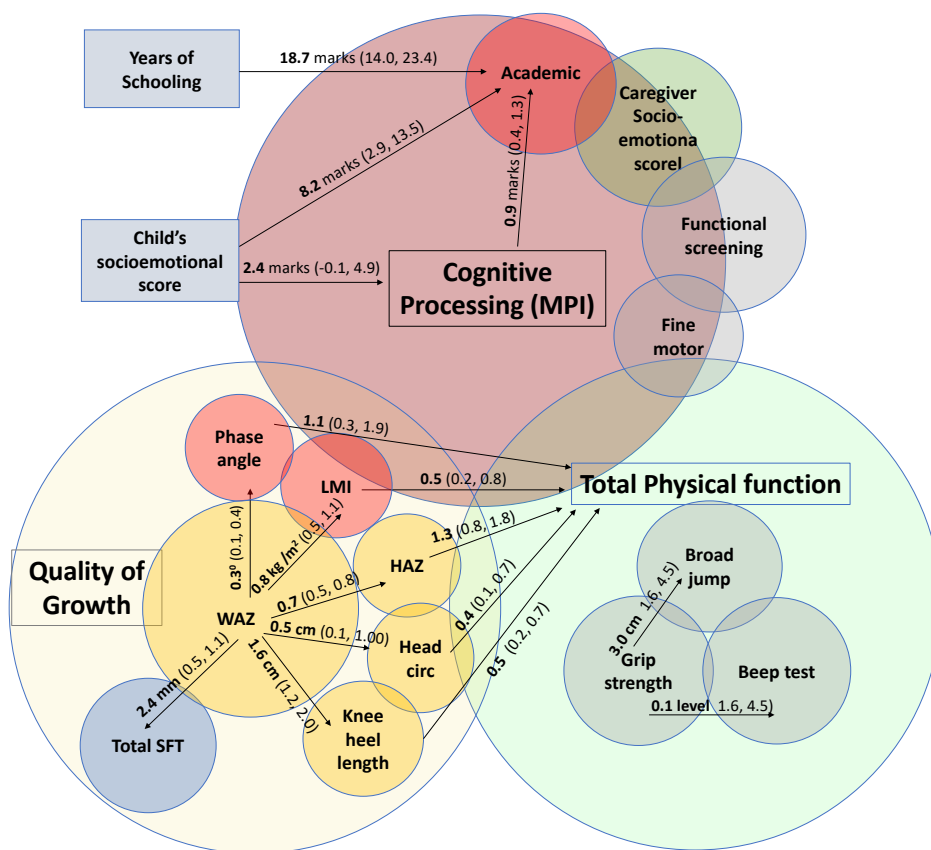 Years of
Schooling
18.7 marks (14.0, 23.4)
Academic
Caregiver
Socio-
emotiona
scorel
8.2 marks (2.9, 13.5)
0.9 marks (0.4, 1.3)
Functional
screening
Child's
socioemotional
score
2.4 marks (-0.1, 4.9)
Cognitive
Processing (MPI)
Fine
motor
Phase
angle
1.1 (0.3, 1.9)
LMI
0.5 (0.2, 0.8)
Total Physical function
0.3⁰ (0.1, 0.4)
0.8 kg /m² (0.5, 1.1)
1.3 (0.8, 1.8)
HAZ
Broad
jump
Quality of
Growth
WAZ
0.7 (0.5, 0.8)
0.5 cm (0.1, 1.00)
0.4 (0.1, 0.7)
3.0 cm 1.6, 4.5)
Head
circ
1.6 cm (1.2, 2.0)
0.5 (0.2, 0.7)
Grip
strength
Beep test
2.4 mm (0.5, 1.1)
0.1 level 1.6, 4.5)
Knee
heel
length
Total SFT